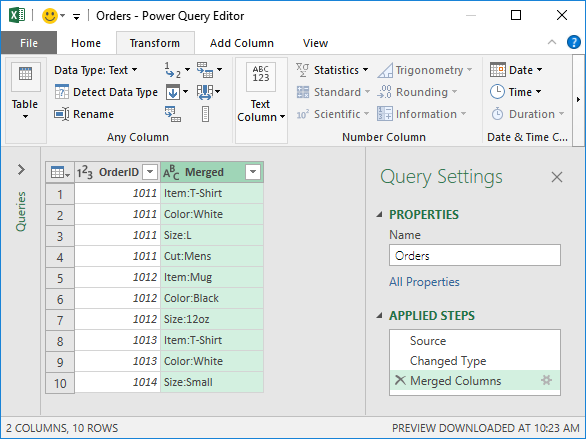 Orders - Power Query Editor
File Home Transform Add Column View
Table
Data Type: Text
Detect Data Type
Rename
Any Column
ABC
123
Text
Column
Statistics
Standard
Scientific
Trigonometry
Rounding
Information
Number Column
Date
Time
Duration
Date & Time C...
Queries
OrderID Merged
1 1011 Item:T-Shirt
2 1011 Color:White
3 1011 Size:L
4 1011 Cut:Mens
5 1012 Item:Mug
6 1012 Color:Black
7 1012 Size:12oz
8 1013 Item:T-Shirt
9 1013 Color:White
10 1014 Size:Small
Query Settings
PROPERTIES
Name
Orders
All Properties
APPLIED STEPS
Source
Changed Type
Merged Columns
2 COLUMNS, 10 ROWS PREVIEW DOWNLOADED AT 10:23 AM